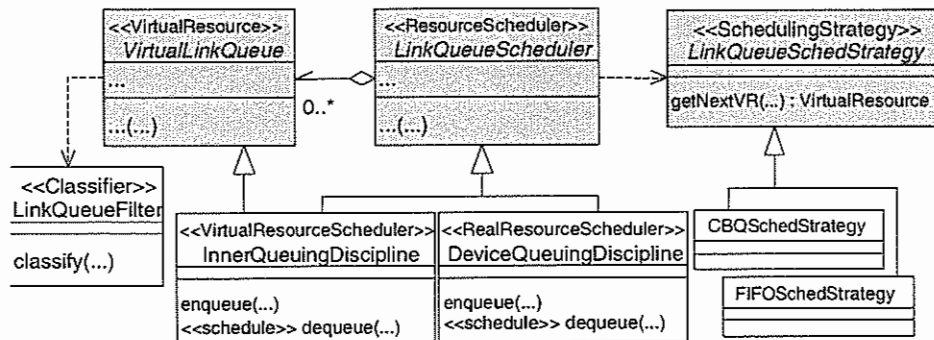 <<VirtualResource>>
VirtualLinkQueue
...
...(...)
0..*
<<ResourceScheduler>>
LinkQueueScheduler
...
...(...)
<<SchedulingStrategy>>
LinkQueueSchedStrategy
getNextVR(...) : VirtualResource
<<Classifier>>
LinkQueueFilter
classify(...)
<<VirtualResourceScheduler>>
InnerQueuingDiscipline
enqueue(...)
<<schedule>> dequeue(...)
<<RealResourceScheduler>>
DeviceQueuingDiscipline
enqueue(...)
<<schedule>> dequeue(...)
CBQSchedStrategy
FIFOSchedStrategy